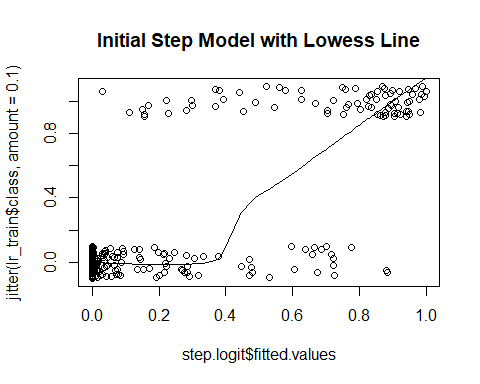 Initial Step Model with Lowess Line
jitter(lr_train$class, amount = 0.1)
0.8
0.4
0.0
0.0 0.2 0.4 0.6 0.8 1.0
step.logit$fitted.values